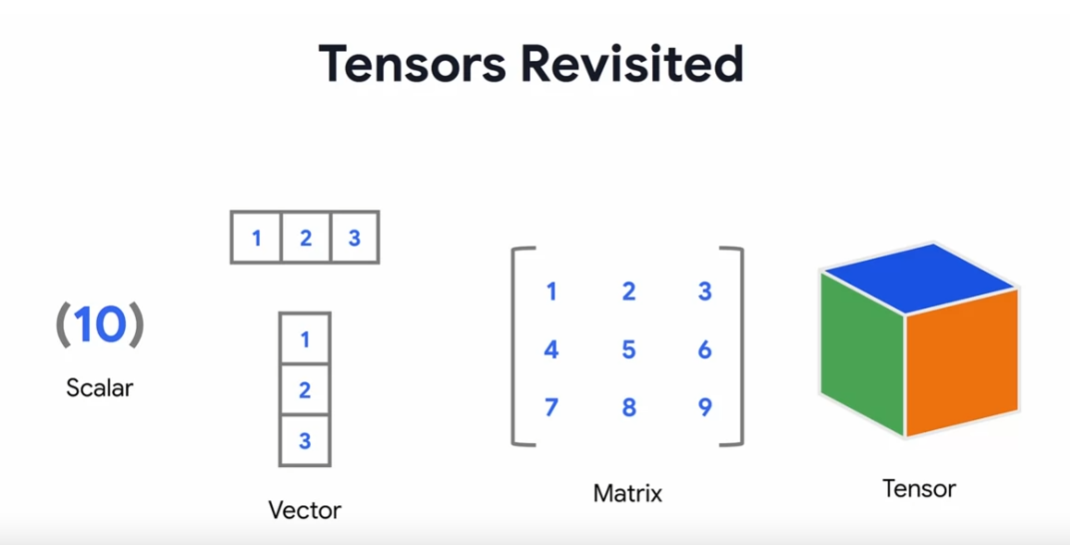 Tensors Revisited
(10)
Scalar
1 2 3
1
2
3
Vector
1 2 3
4 5 6
7 8 9
Matrix
Tensor